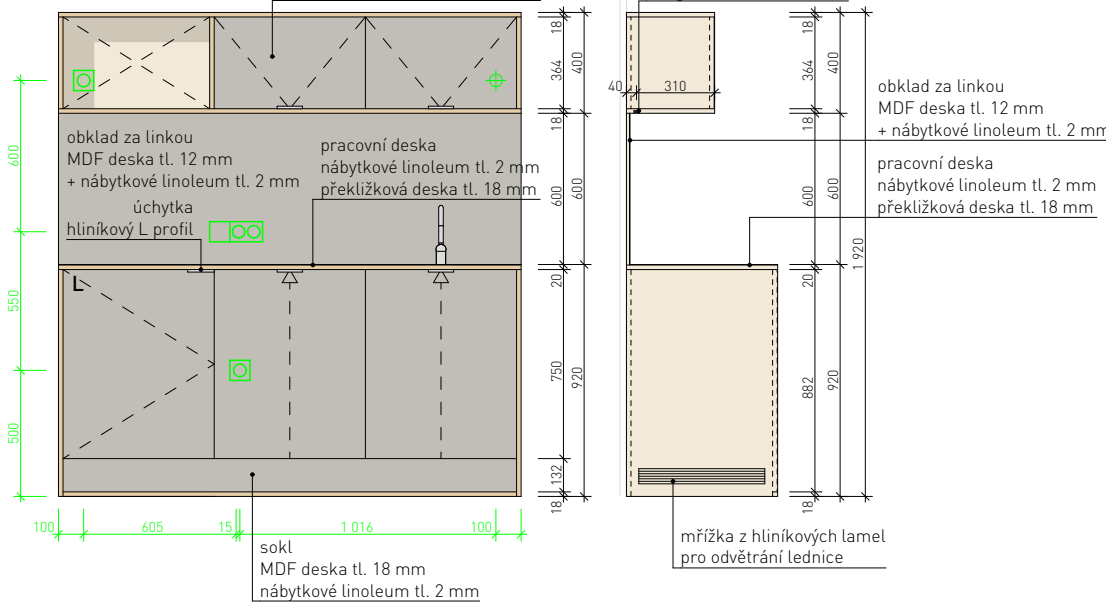 obklad za linkou
MDF deska tl. 12 mm
+ nábytkové linoleum tl. 2 mm
úchytka
hliníkový L profil
pracovní deska
nábytkové linoleum tl. 2 mm
překližková deska tl. 18 mm
L
600
550
500
100
605
15
1 016
100
18
364
400
18
600
600
20
750
920
132
18
sokl
MDF deska tl. 18 mm
nábytkové linoleum tl. 2 mm
40
310
18
364
400
18
600
600
1 920
20
882
920
18
obklad za linkou
MDF deska tl. 12 mm
+ nábytkové linoleum tl. 2 mm
pracovní deska
nábytkové linoleum tl. 2 mm
překližková deska tl. 18 mm
mřížka z hliníkových lamel
pro odvětrání lednice